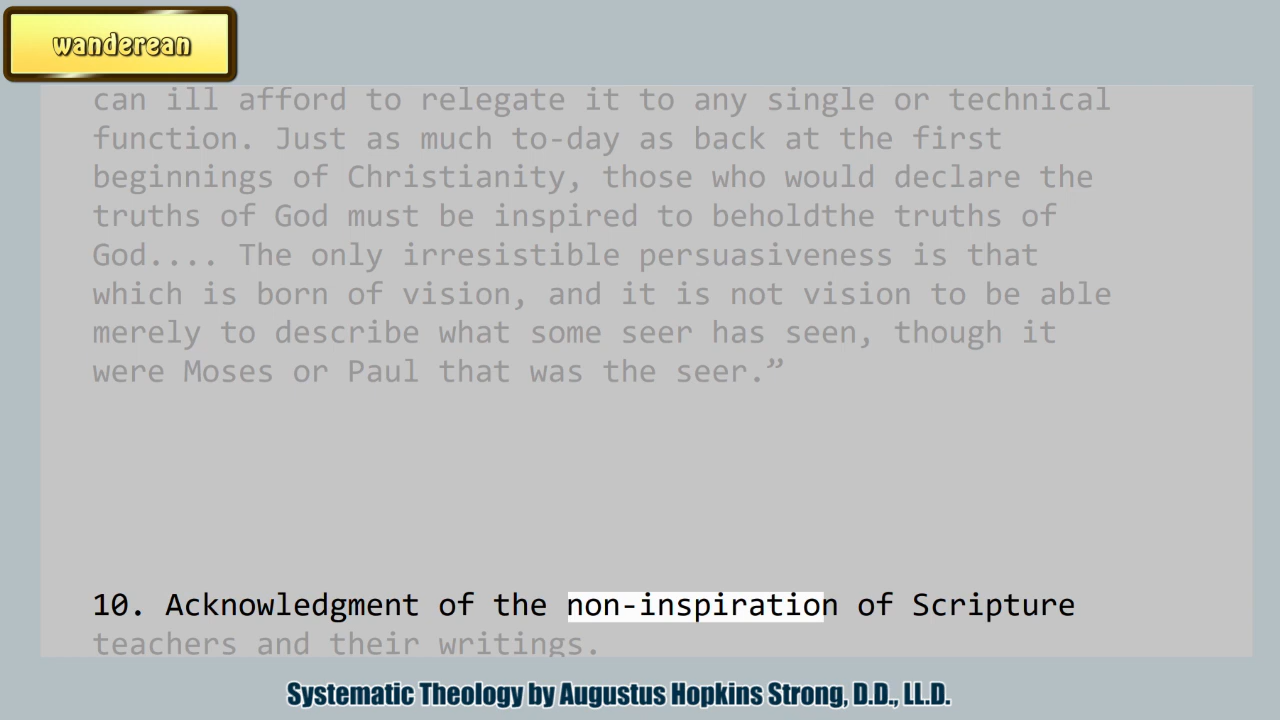 wanderean
can ill afford to relegate it to any single or technical
function. Just as much to-day as back at the first
beginnings of Christianity, those who would declare the
truths of God must be inspired to beholdthe truths of
God.... The only irresistible persuasiveness is that
which is born of vision, and it is not vision to be able
merely to describe what some seer has seen, though it
were Moses or Paul that was the seer.”
10. Acknowledgment of the non-inspiration of Scripture
teachers and their writings.
Systematic Theology by Augustus Hopkins Strong, D.D., LL.D.